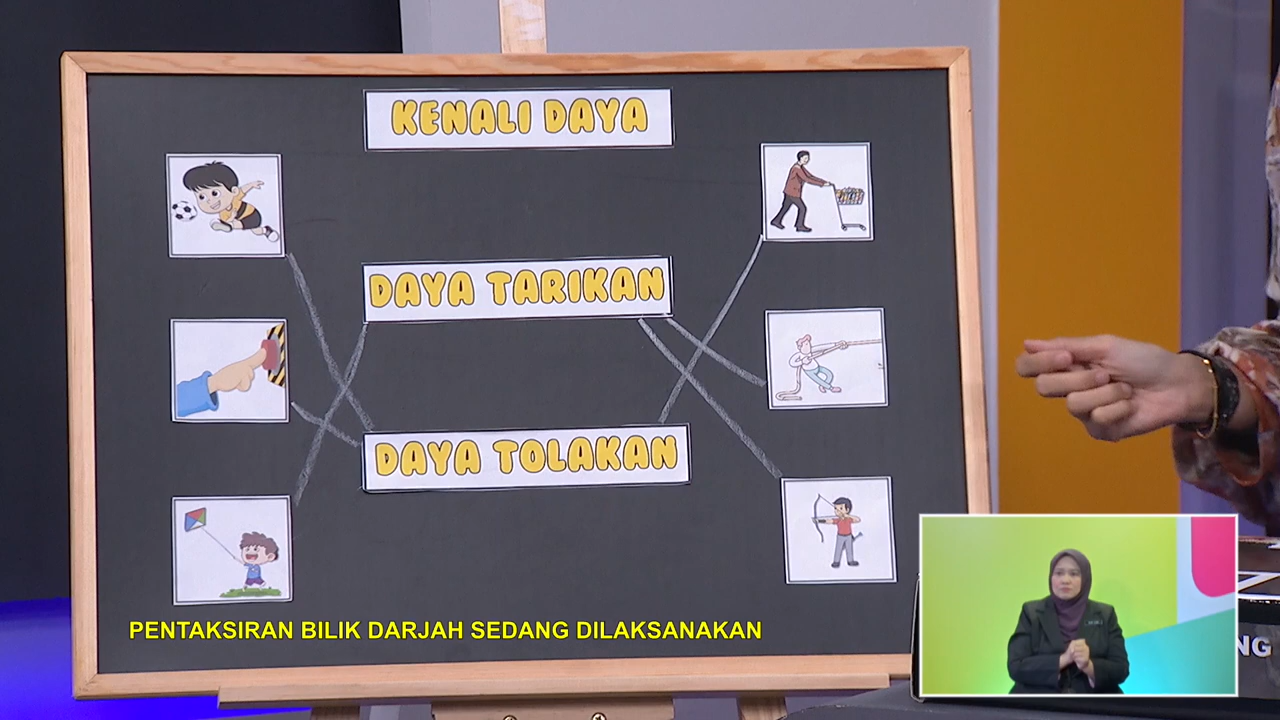 KENALI DAYA
DAYA TARIKAN
DAYA TOLAKAN
PENTAKSIRAN BILIK DARJAH SEDANG DILAKSANAKAN